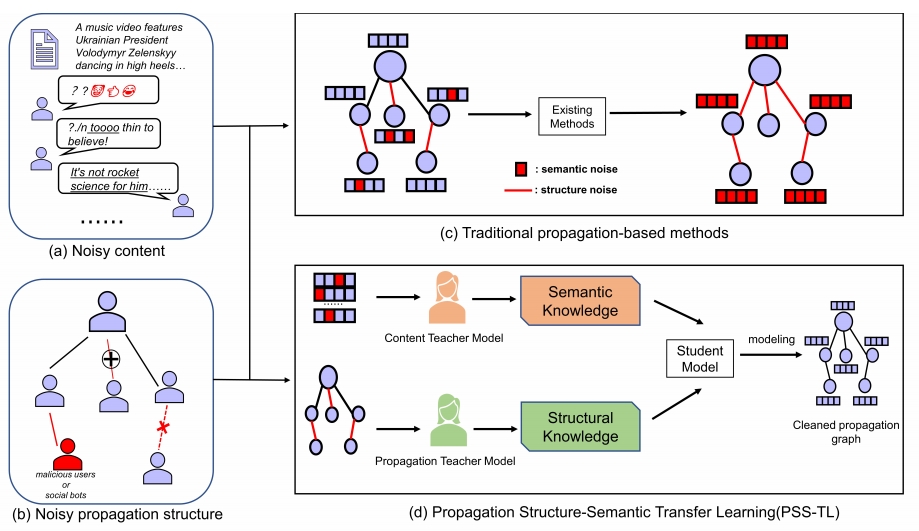 A music video features
Ukrainian President
Volodymyr Zelenskyy
dancing in high heels...
? ?
?./n toooo thin to
believe!
It's not rocket
science for him......
......
(a) Noisy content
malicious users
or
social bots
(b) Noisy propagation structure
Existing
Methods
: semantic noise
: structure noise
(c) Traditional propagation-based methods
......
Content Teacher Model
Semantic
Knowledge
Propagation Teacher Model
Structural
Knowledge
Student
Model
modeling
Cleaned propagation
graph
(d) Propagation Structure-Semantic Transfer Learning(PSS-TL)